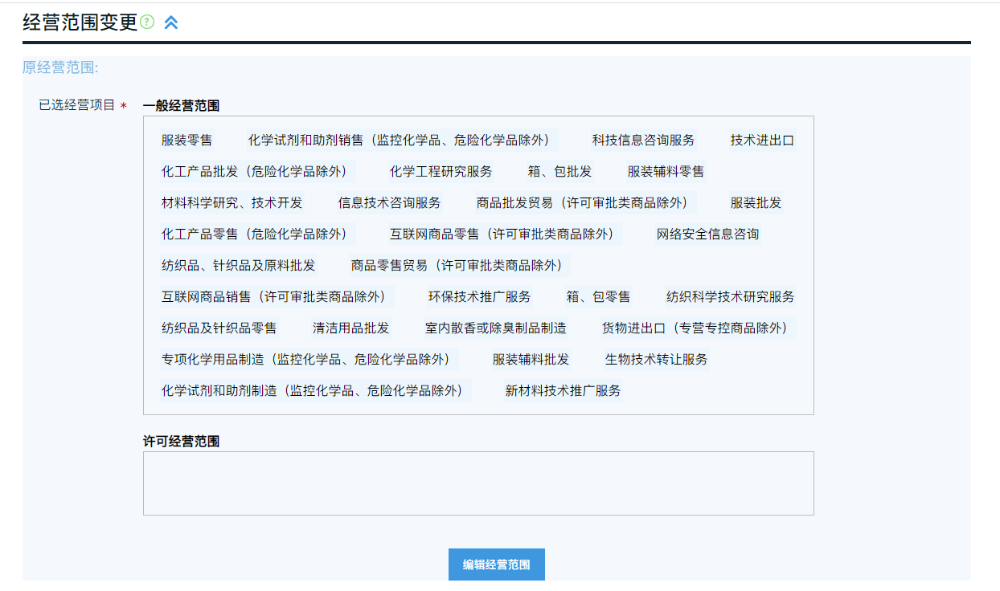 经营范围变更?
原经营范围:
已选经营项目 * 一般经营范围
服装零售 化学试剂和助剂销售（监控化学品、危险化学品除外） 科技信息咨询服务 技术进出口
化工产品批发（危险化学品除外） 化学工程研究服务 箱、包批发 服装辅料零售
材料科学研究、技术开发 信息技术咨询服务 商品批发贸易（许可审批类商品除外） 服装批发
化工产品零售（危险化学品除外） 互联网商品零售（许可审批类商品除外） 网络安全信息咨询
纺织品、针织品及原料批发 商品零售贸易（许可审批类商品除外）
互联网商品销售（许可审批类商品除外） 环保技术推广服务 箱、包零售 纺织科学技术研究服务
纺织品及针织品零售 清洁用品批发 室内散香或除臭制品制造 货物进出口（专营专控商品除外）
专项化学用品制造（监控化学品、危险化学品除外） 服装辅料批发 生物技术转让服务
化学试剂和助剂制造（监控化学品、危险化学品除外） 新材料技术推广服务
许可经营范围
编辑经营范围